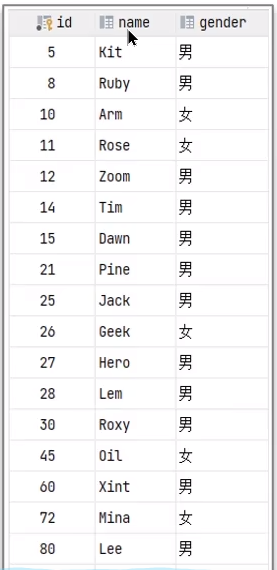 id name gender
5 Kit 男
8 Ruby 男
10 Arm 女
11 Rose 女
12 Zoom 男
14 Tim 男
15 Dawn 男
21 Pine 男
25 Jack 男
26 Geek 女
27 Hero 男
28 Lem 男
30 Roxy 男
45 Oil 女
60 Xint 男
72 Mina 女
80 Lee 男